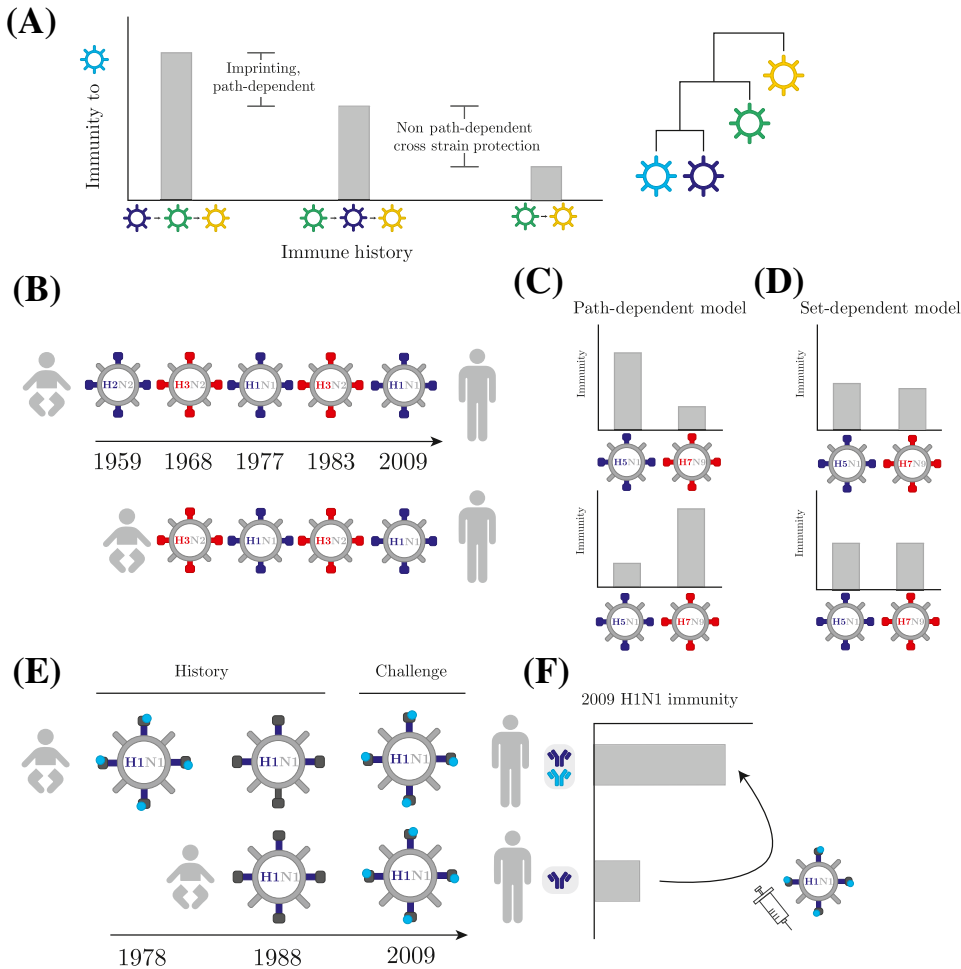 (A)
Immunity to
Imprinting,
path-dependent
Non path-dependent
cross strain protection
Immune history
(B)
H2N2 H3N2 H1N1 H3N2 H1N1
1959 1968 1977 1983 2009
H3N2 H1N1 H3N2 H1N1
(C)
Path-dependent model
Immunity
H5N1 H7N9
Immunity
H5N1 H7N9
(D)
Set-dependent model
Immunity
H5N1 H7N9
Immunity
H5N1 H7N9
(E)
History Challenge
H1N1 H1N1 H1N1
H1N1 H1N1
1978 1988 2009
(F)
2009 H1N1 immunity
H1N1